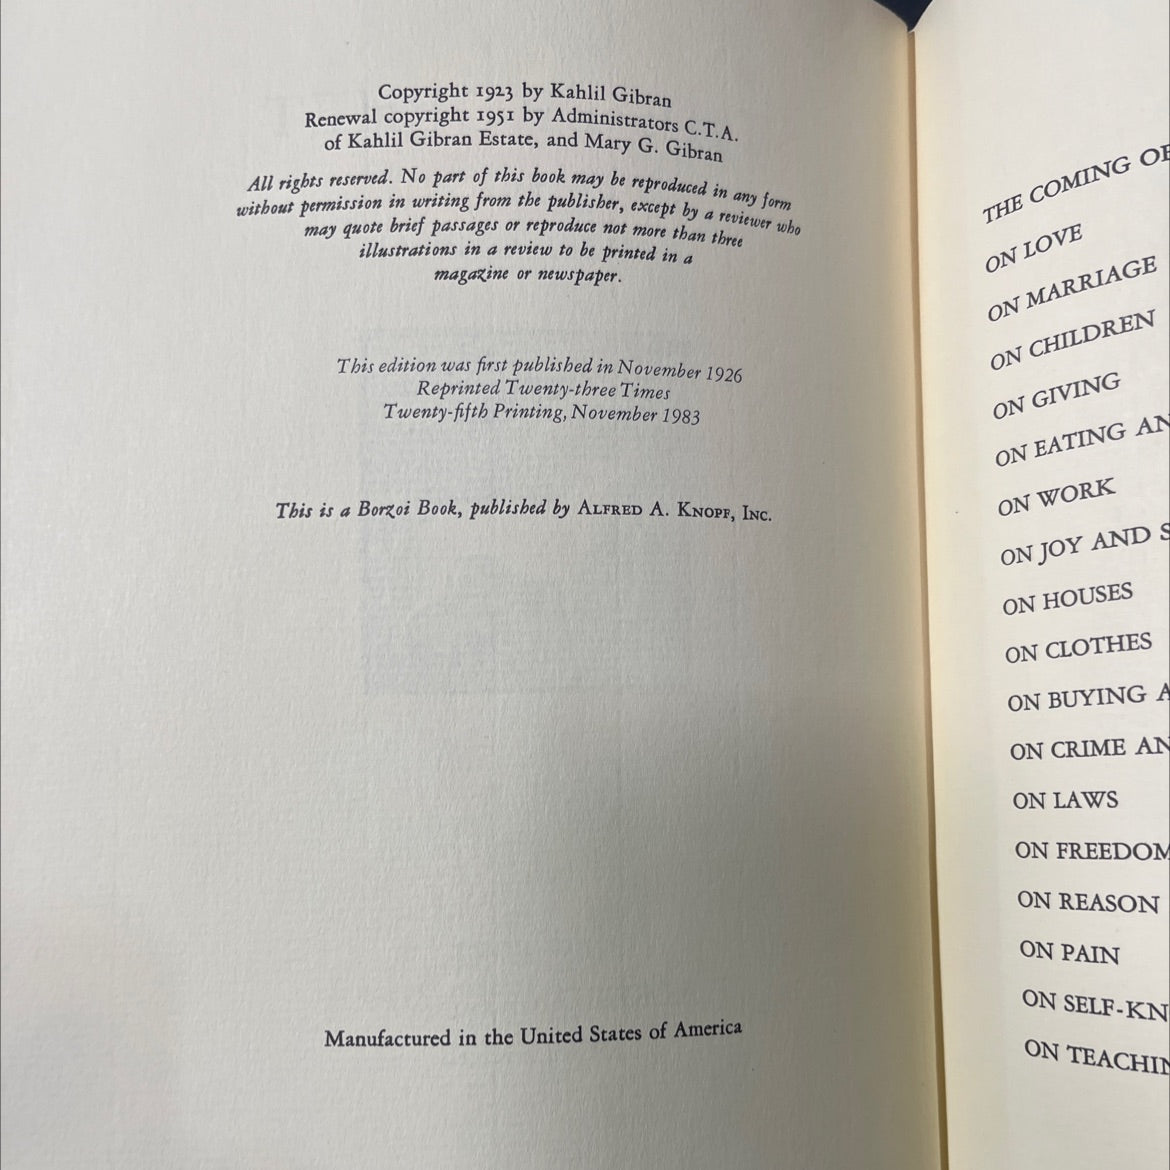 Copyright 1923 by Kahlil Gibran
Renewal copyright 1951 by Administrators C.T.A.
of Kahlil Gibran Estate, and Mary G. Gibran
All rights reserved. No part of this book may be reproduced in any form
without permission in writing from the publisher, except by a reviewer who
may quote brief passages or reproduce not more than three
illustrations in a review to be printed in a
magazine or newspaper.
This edition was first published in November 1926
Reprinted Twenty-three Times
Twenty-fifth Printing, November 1983
This is a Borzoi Book, published by ALFRED A. KNOPF, INC.
Manufactured in the United States of America
THE COMING OF
ON LOVE
ON MARRIAGE
ON CHILDREN
ON GIVING
ON EATING
ON WORK
ON JOY AND
ON HOUSES
ON CLOTHES
ON BUYING
ON CRIME
ON LAWS
ON FREEDOM
ON REASON
ON PAIN
ON
ON